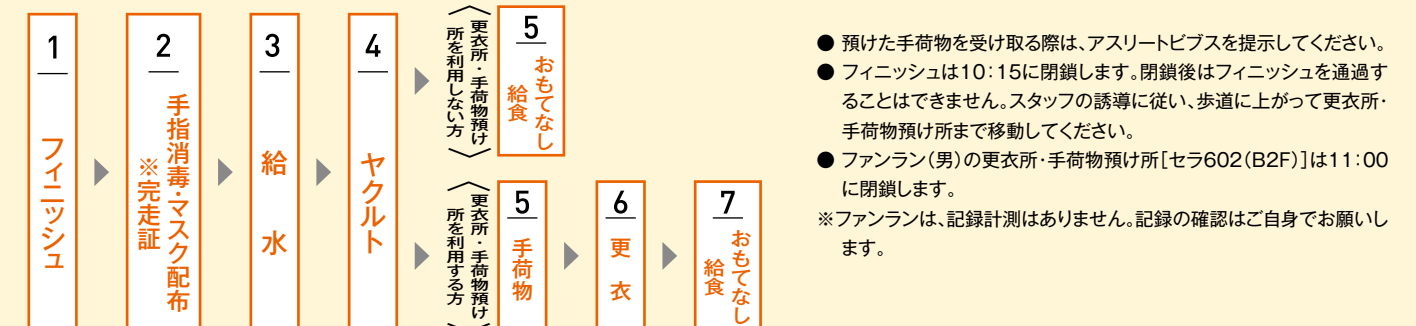 1
フィニッシュ
2
手指消毒・マスク配布
※完走証
3
給水
4
ヤクルト
〈更衣所・手荷物預け
所を利用しない方〉
5
おもてなし
給食
〈更衣所・手荷物預け
所を利用する方〉
5
手荷物
6
更衣
7
おもてなし
給食
● 預けた手荷物を受け取る際は、アスリートビブスを提示してください。
● フィニッシュは10：15に閉鎖します。閉鎖後はフィニッシュを通過す
ることはできません。スタッフの誘導に従い、歩道に上がって更衣所・
手荷物預け所まで移動してください。
● ファンラン（男）の更衣所・手荷物預け所［セラ602（B2F）］は11：00
に閉鎖します。
※ファンランは、記録計測はありません。記録の確認はご自身でお願いし
ます。